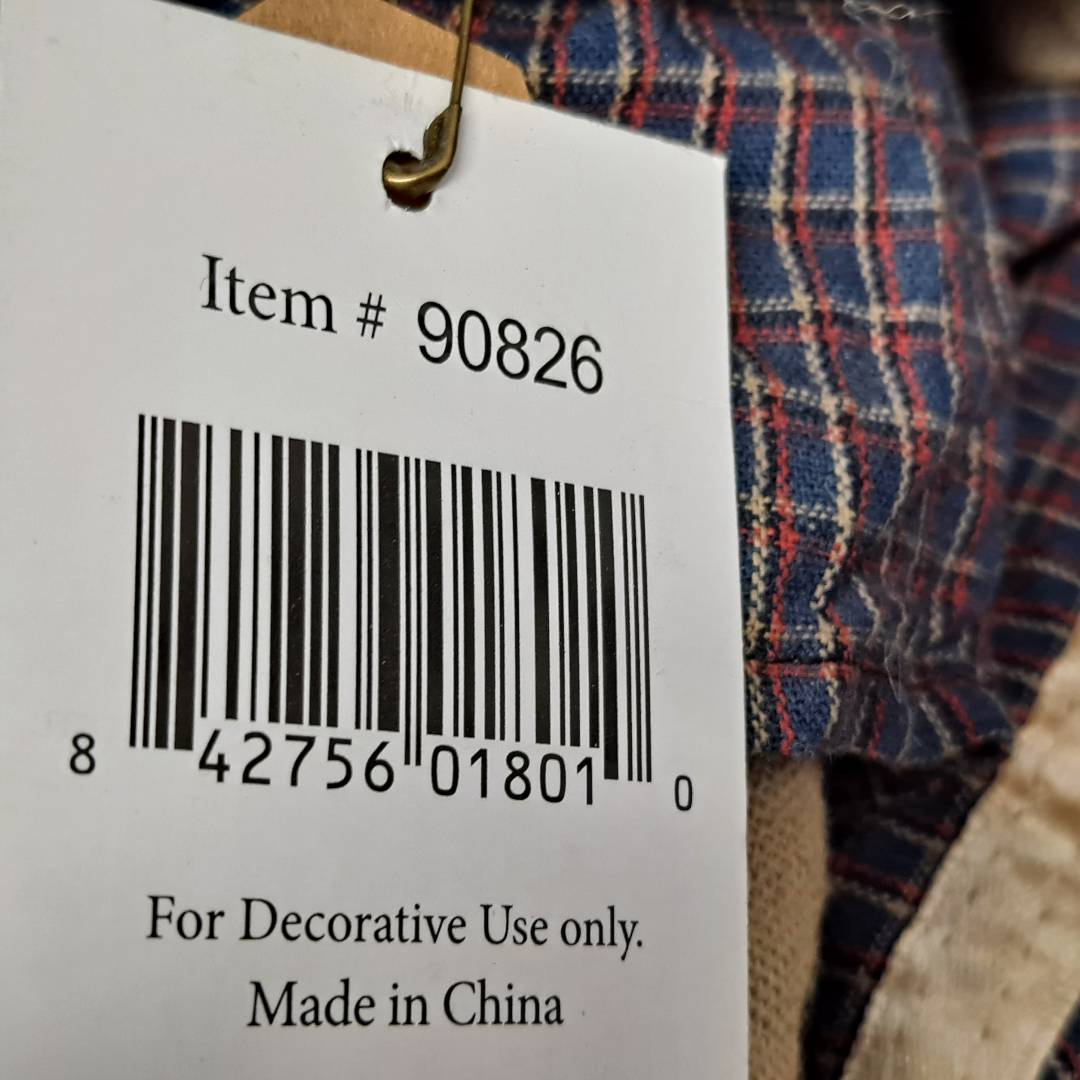 Item # 90826
8 42756 01801 0
For Decorative Use only.
Made in China